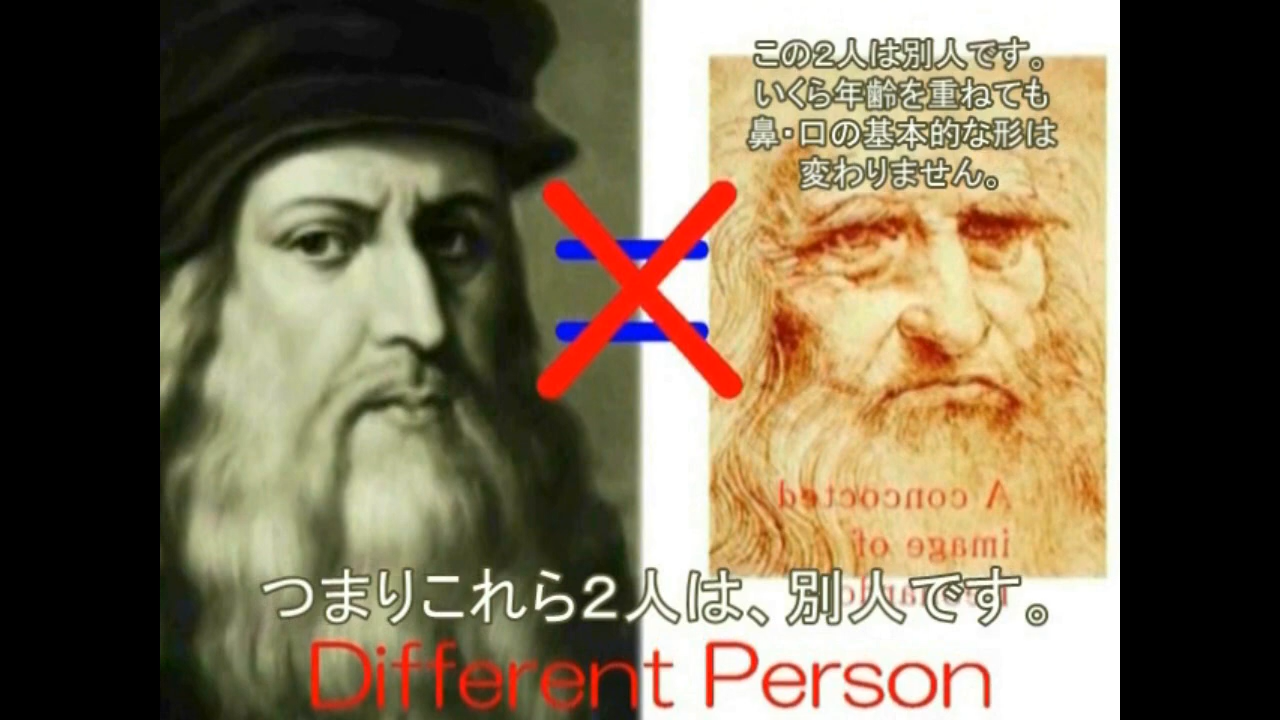 この２人は別人です。
いくら年齢を重ねても
鼻・口の基本的な形は
変わりません。
A concocted
image of
つまりこれら２人は、別人です。
Different Person